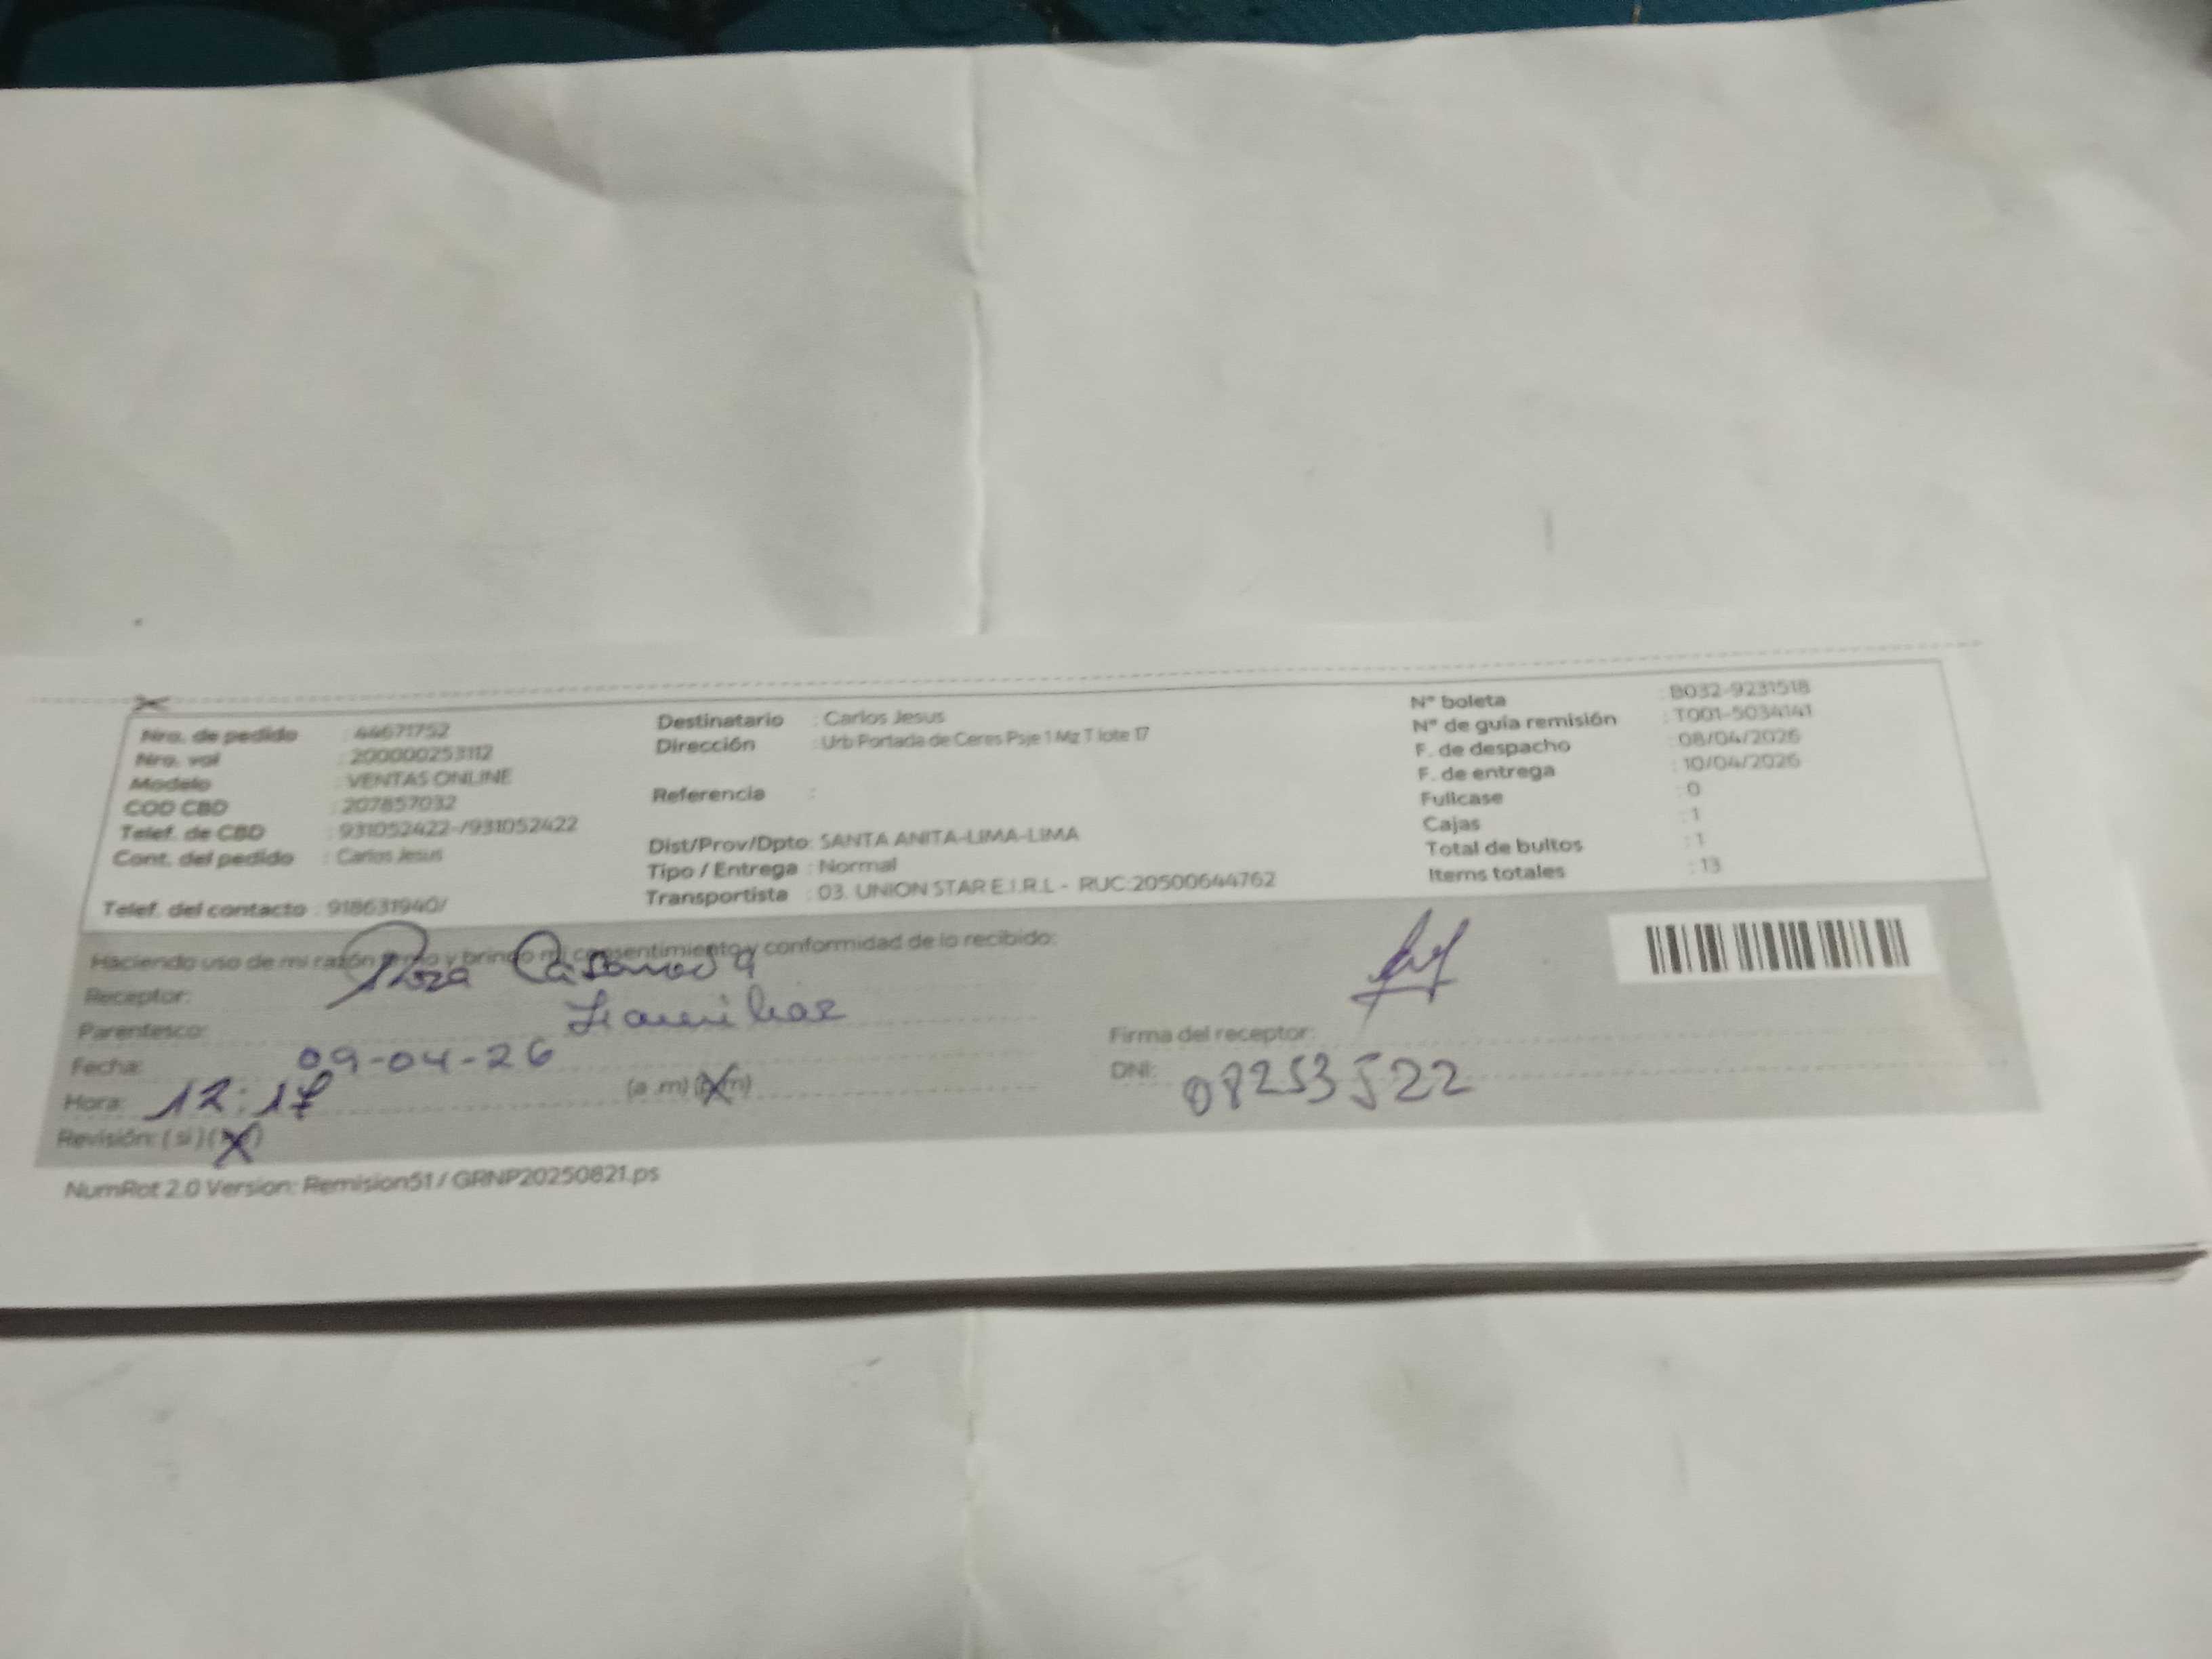 Nro. de pedido : 44671752
Nro. val : 200000253112
Modelo : VENTAS ONLINE
COD CBD : 207857032
Telef. de CBD : 931052422-/931052422
Cont. del pedido : Carlos Jesus
Telef. del contacto : 918631940/
Destinatario : Carlos Jesus
Dirección : Urb Portada de Ceres Psje 1 Mz T lote 17
Referencia :
Dist/Prov/Dpto: SANTA ANITA-LIMA-LIMA
Tipo / Entrega : Normal
Transportista : 03. UNION STAR E.I.R.L - RUC:20500644762
N° boleta : B032-9231518
N° de guía remisión : T001-5034141
F. de despacho : 08/04/2026
F. de entrega : 10/04/2026
Fullcase : 0
Cajas : 1
Total de bultos : 1
Items totales : 13
Haciendo uso de mi razón y brindo mi consentimiento y conformidad de lo recibido:
Receptor: Rosa
Parentesco: Familiar
Fecha: 09-04-26
Hora: 12:17 (a .m) (p.m)
Revisión: ( si ) (
Firma del receptor:
DNI: 08253522
NumRot 2.0 Version: Remision51 / GRNP20250821.ps